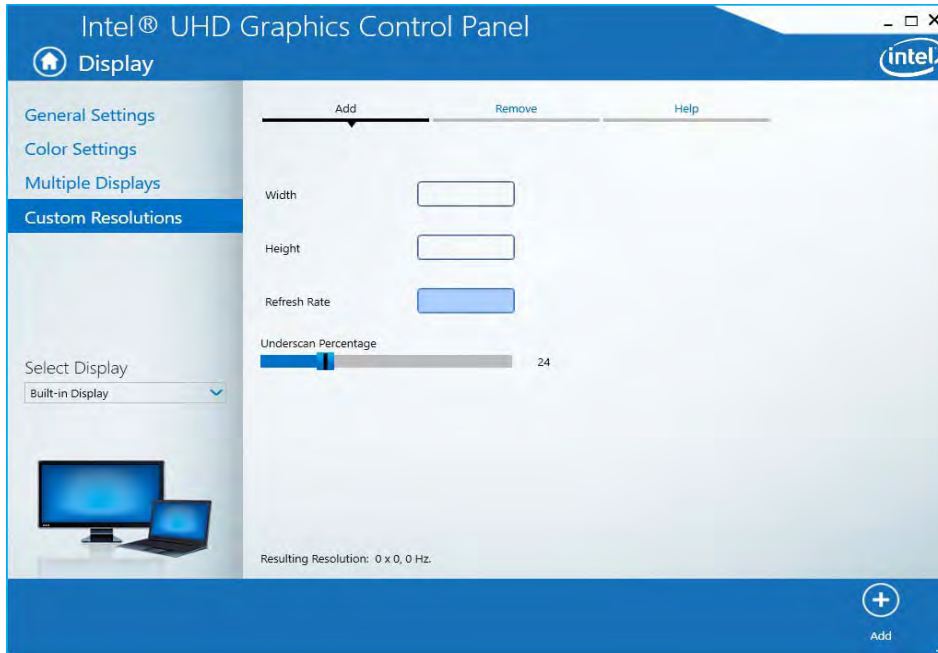 Intel® UHD Graphics Control Panel
Display
intel
General Settings
Color Settings
Multiple Displays
Custom Resolutions
Select Display
Built-in Display
Add
Remove
Help
Width
Height
Refresh Rate
Underscan Percentage
24
Resulting Resolution: 0 x 0, 0 Hz.
Add